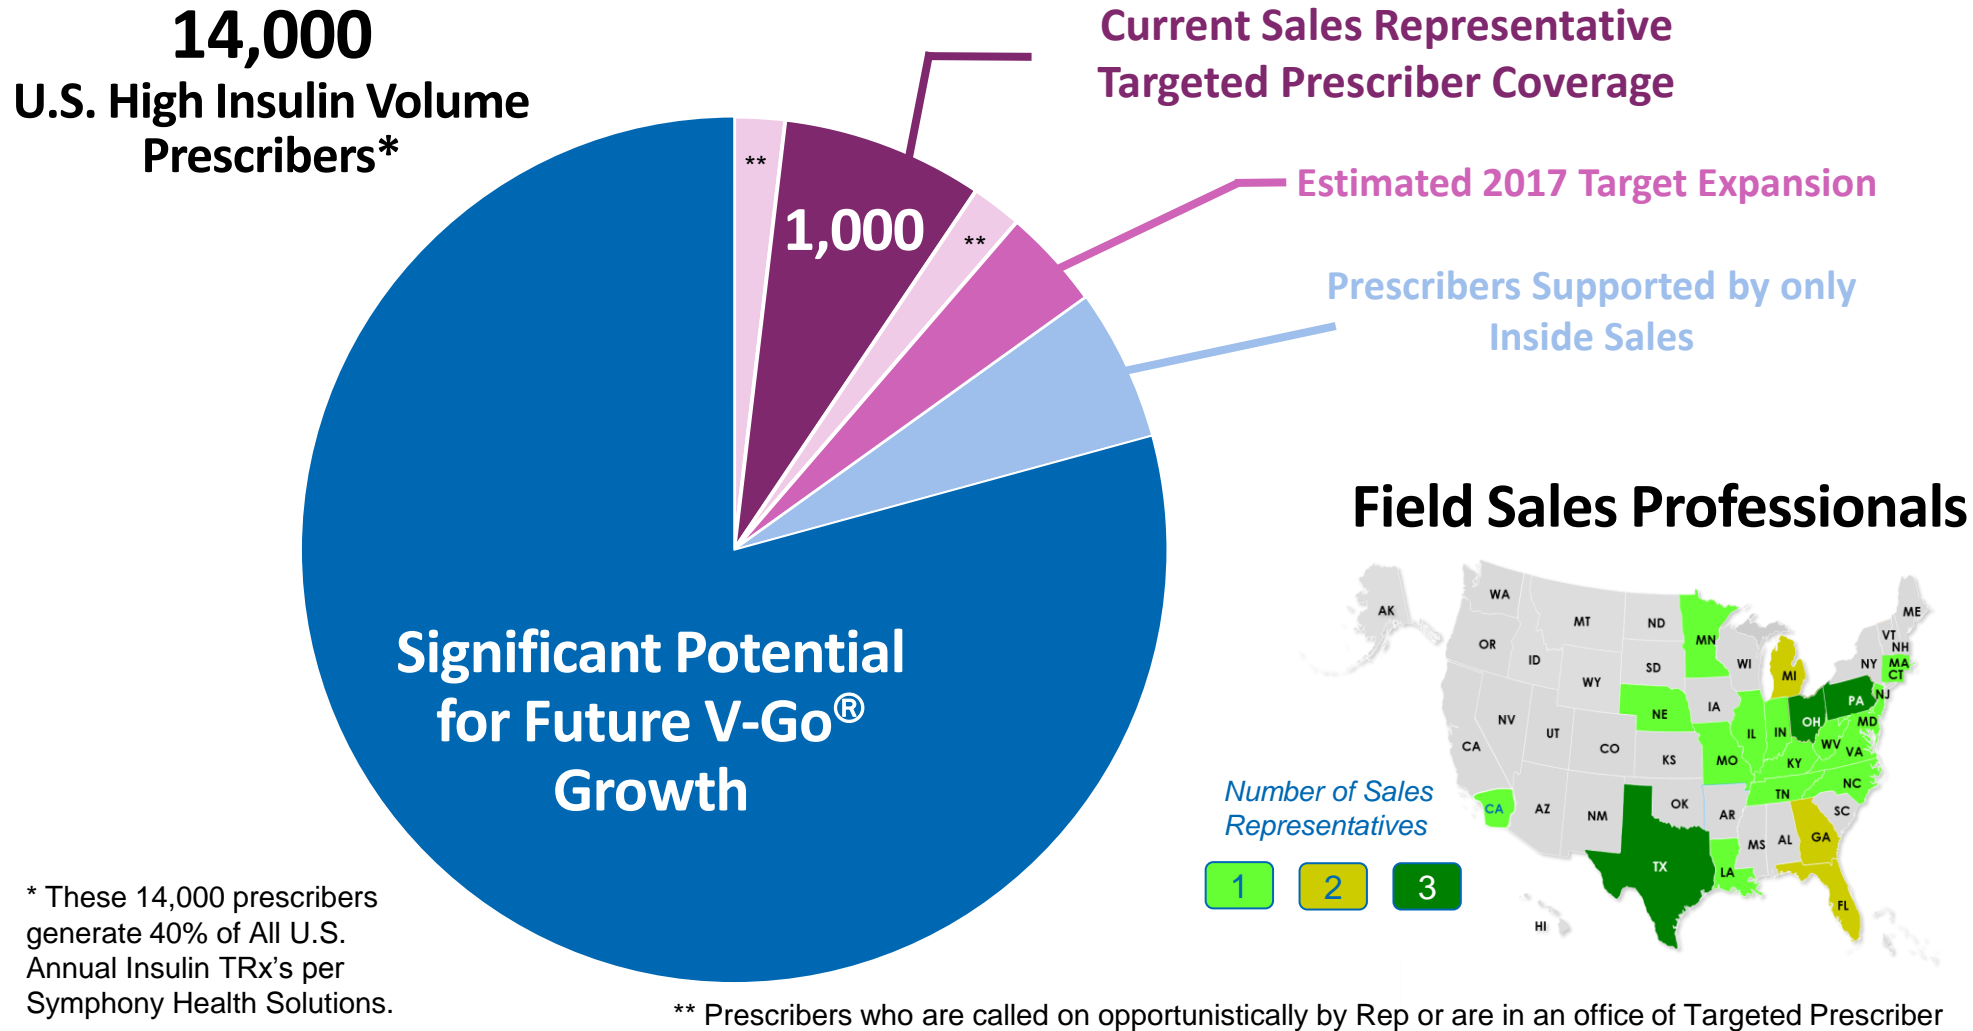 14,000
U.S. High Insulin Volume
Prescribers*
Current Sales Representative
Targeted Prescriber Coverage
Estimated 2017 Target Expansion
Prescribers Supported by only
Inside Sales
**
1,000
**
Significant Potential
for Future V-Go®
Growth
Field Sales Professionals
AK
WA
OR
ID
MT
ND
SD
WY
NV
UT
CO
CA
CA
AZ
NM
NE
KS
OK
TX
MN
IA
MO
AR
LA
WI
IL
IN
MI
OH
KY
TN
MS
AL
GA
FL
SC
NC
VA
WV
MD
PA
NJ
NY
CT
MA
NH
VT
ME
HI
Number of Sales
Representatives
1
2
3
* These 14,000 prescribers
generate 40% of All U.S.
Annual Insulin TRx’s per
Symphony Health Solutions.
** Prescribers who are called on opportunistically by Rep or are in an office of Targeted Prescriber